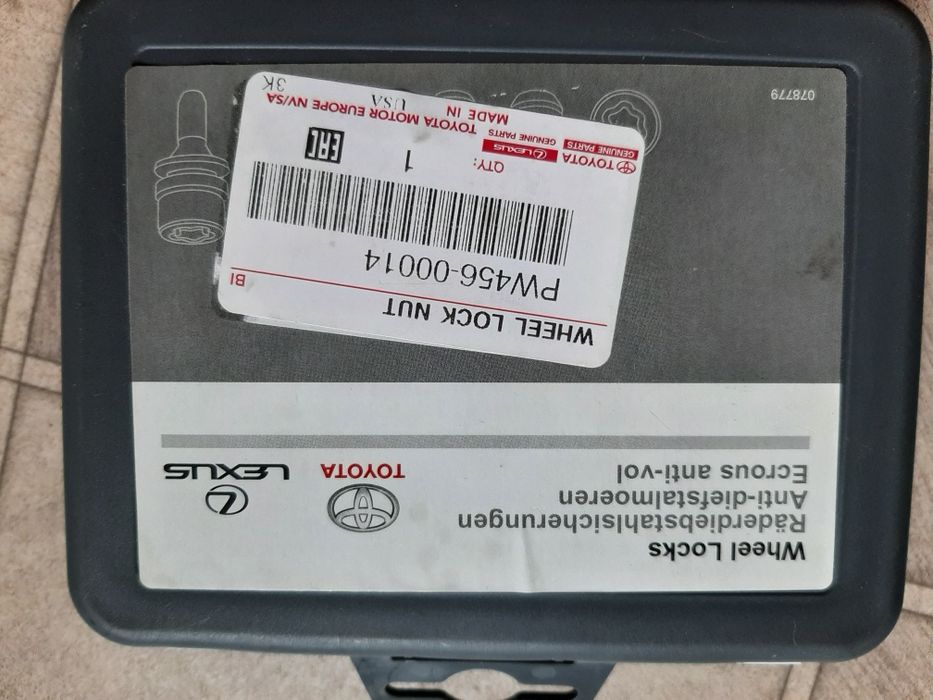 Wheel Locks
Räderdiebstahlsicherungen
Anti-diefstalmoeren
Ecrous anti-vol
TOYOTA
LEXUS
WHEEL LOCK NUT
BI
PW456-00014
QTY:
1
EAC
TOYOTA
GENUINE PARTS
LEXUS
GENUINE PARTS
TOYOTA MOTOR EUROPE NV/SA
MADE IN
USA
3K
078779